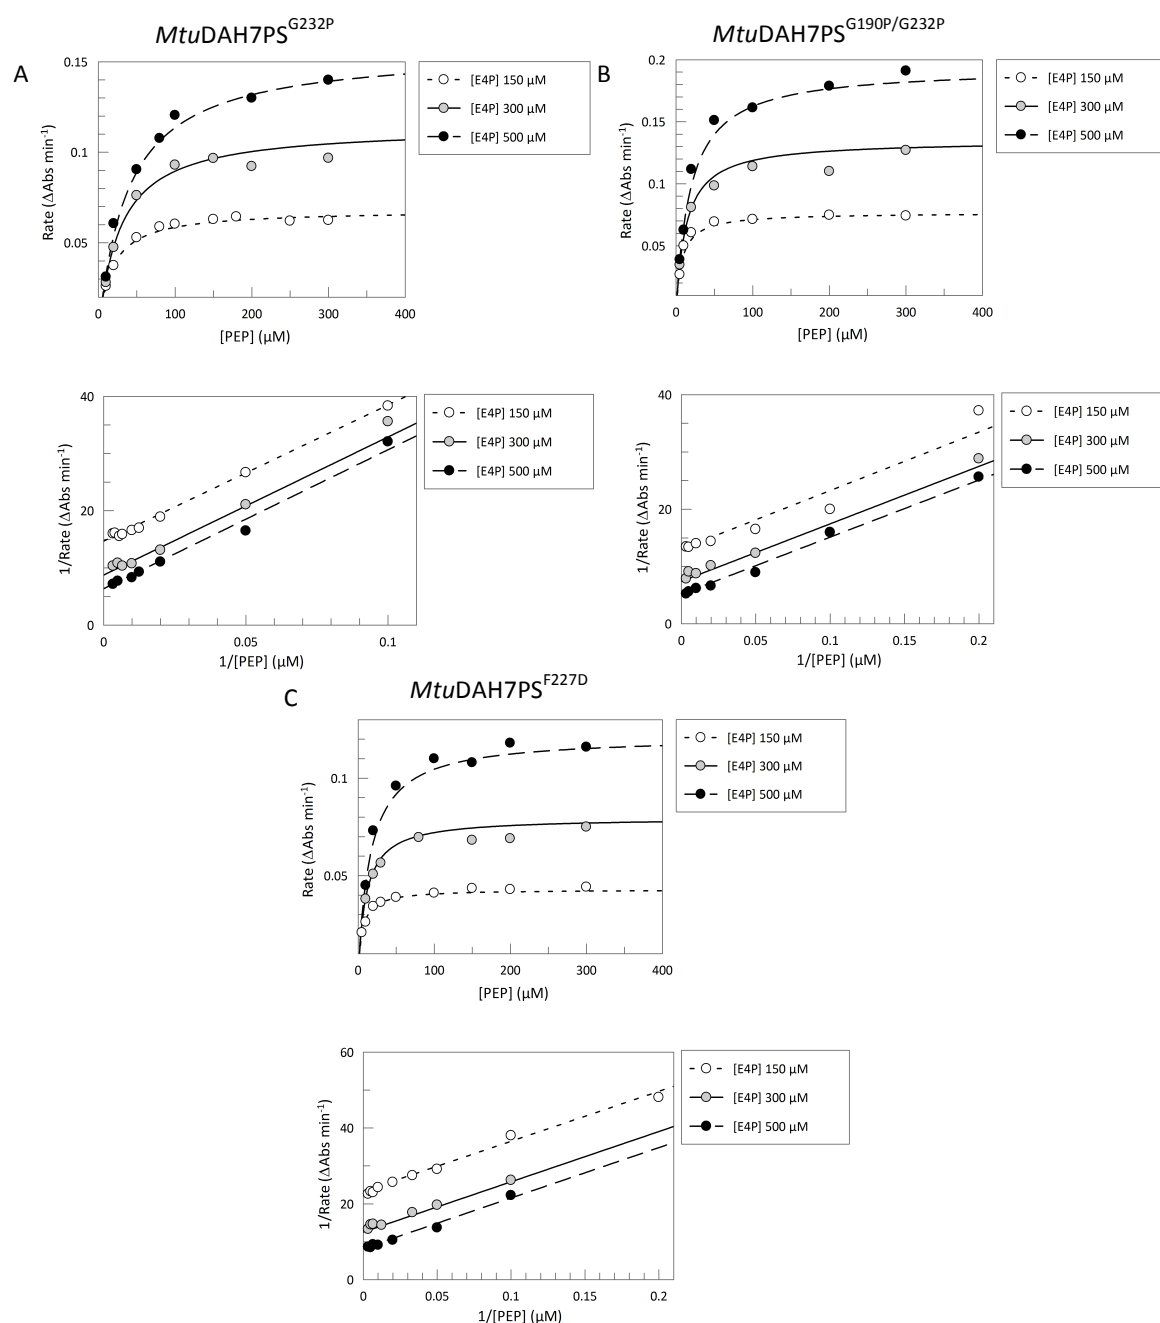 MtuDAH7PS^G232P
A
0.15
0.1
0.05
Rate (ΔAbs min⁻¹)
0 100 200 300 400
[PEP] (µM)
[E4P] 150 µM
[E4P] 300 µM
[E4P] 500 µM
40
20
0
1/Rate (ΔAbs min⁻¹)
0 0.05 0.1
1/[PEP] (µM)
[E4P] 150 µM
[E4P] 300 µM
[E4P] 500 µM
MtuDAH7PS^G190P/G232P
B
0.2
0.15
0.1
0.05
Rate (ΔAbs min⁻¹)
0 100 200 300 400
[PEP] (µM)
[E4P] 150 µM
[E4P] 300 µM
[E4P] 500 µM
40
20
0
1/Rate (ΔAbs min⁻¹)
0 0.05 0.1 0.15 0.2
1/[PEP] (µM)
[E4P] 150 µM
[E4P] 300 µM
[E4P] 500 µM
MtuDAH7PS^F227D
C
0.1
0.05
Rate (ΔAbs min⁻¹)
0 100 200 300 400
[PEP] (µM)
[E4P] 150 µM
[E4P] 300 µM
[E4P] 500 µM
60
40
20
0
1/Rate (ΔAbs min⁻¹)
0 0.05 0.1 0.15 0.2
1/[PEP] (µM)
[E4P] 150 µM
[E4P] 300 µM
[E4P] 500 µM